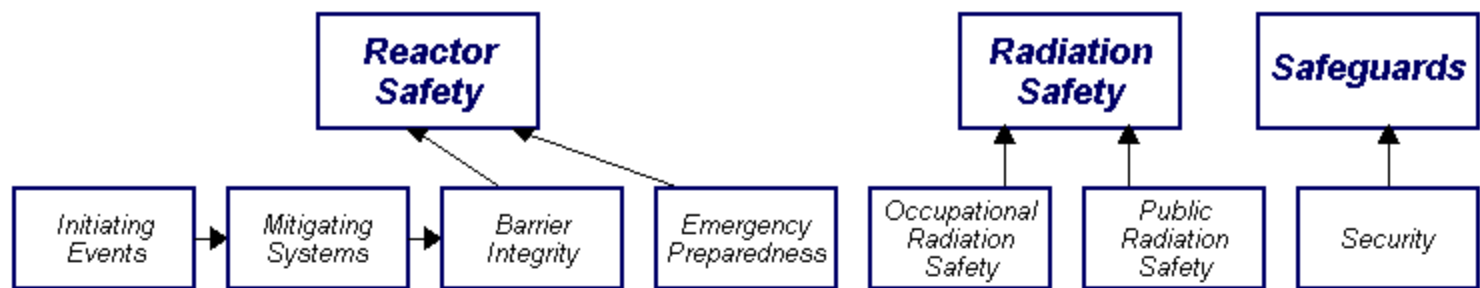 Reactor
Safety
Radiation
Safety
Safeguards
Initiating
Events
Mitigating
Systems
Barrier
Integrity
Emergency
Preparedness
Occupational
Radiation
Safety
Public
Radiation
Safety
Security